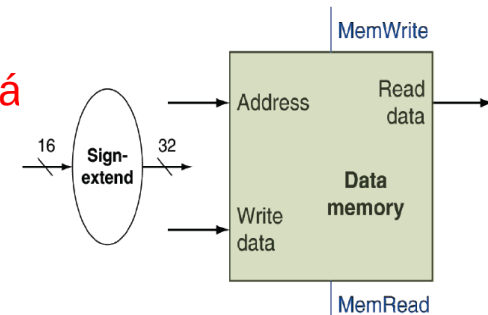 á
16
Sign-
extend
32
MemWrite
Address
Read
data
Data
memory
Write
data
MemRead